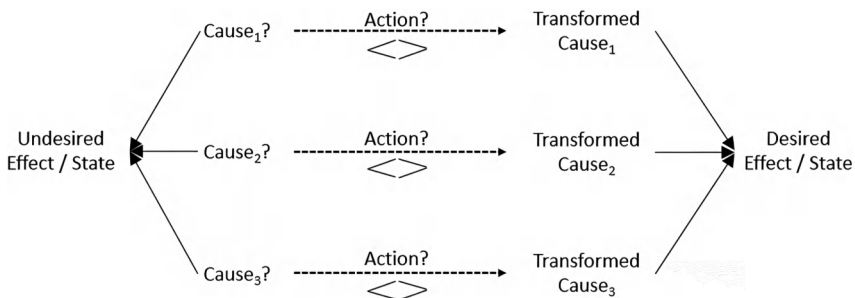 Cause₁?
Action?
Transformed
Cause₁
Undesired
Effect / State
Cause₂?
Action?
Transformed
Cause₂
Desired
Effect / State
Cause₃?
Action?
Transformed
Cause₃